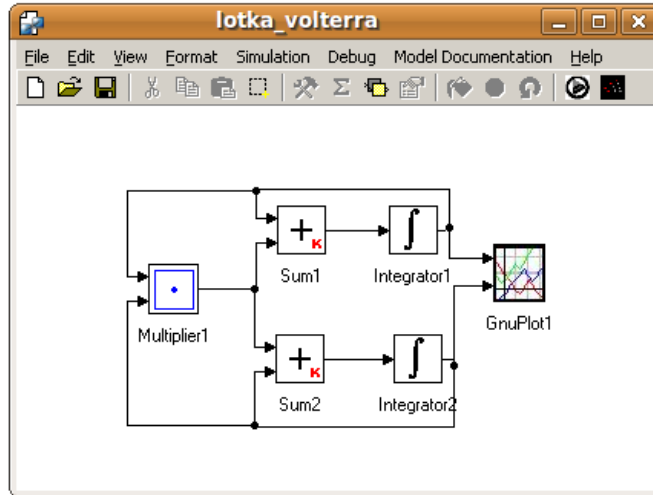 lotka_volterra
File Edit View Format Simulation Debug Model Documentation Help
Σ
+ K
∫
Sum1
Integrator1
Multiplier1
GnuPlot1
+ K
∫
Sum2
Integrator2